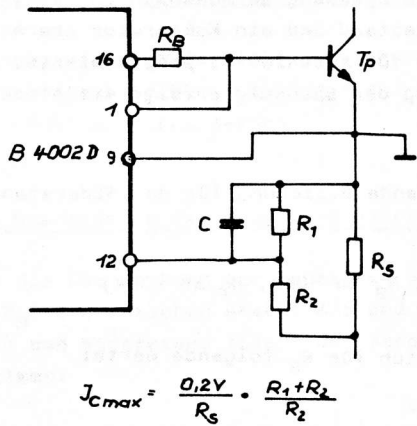 16
R_B
T_P
1
B 4002 D
9
C
R_1
12
R_S
R_2
J_Cmax = 0,2V / R_S · (R_1 + R_2) / R_2